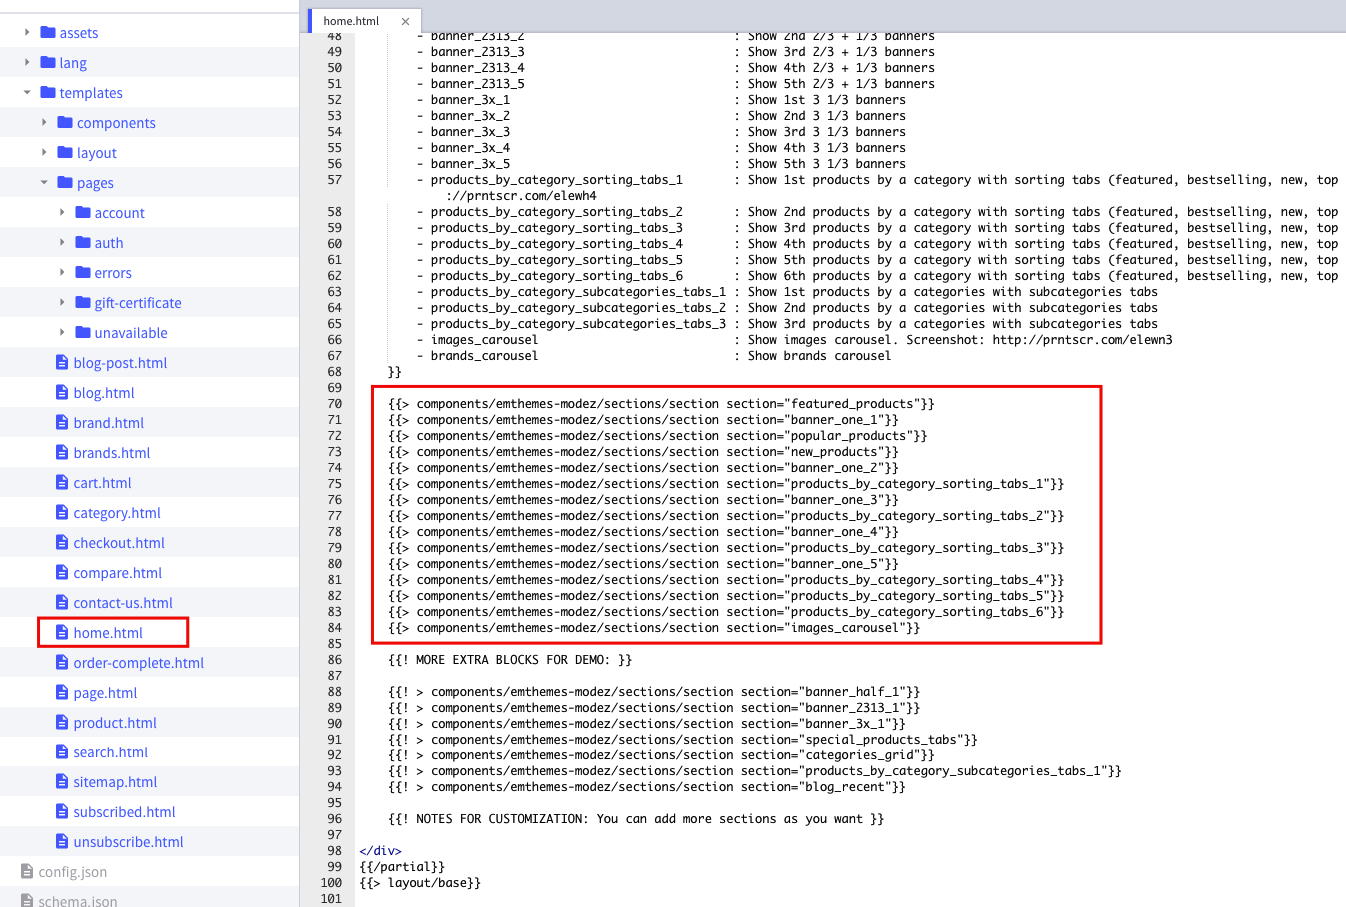 assets
lang
templates
components
layout
pages
account
auth
errors
gift-certificate
unavailable
blog-post.html
blog.html
brand.html
brands.html
cart.html
category.html
checkout.html
compare.html
contact-us.html
home.html
order-complete.html
page.html
product.html
search.html
sitemap.html
subscribed.html
unsubscribe.html
config.json
schema.json
home.html ×
48 - banner_2313_2 : Show 2nd 2/3 + 1/3 banners
49 - banner_2313_3 : Show 3rd 2/3 + 1/3 banners
50 - banner_2313_4 : Show 4th 2/3 + 1/3 banners
51 - banner_2313_5 : Show 5th 2/3 + 1/3 banners
52 - banner_3x_1 : Show 1st 3 1/3 banners
53 - banner_3x_2 : Show 2nd 3 1/3 banners
54 - banner_3x_3 : Show 3rd 3 1/3 banners
55 - banner_3x_4 : Show 4th 3 1/3 banners
56 - banner_3x_5 : Show 5th 3 1/3 banners
57 - products_by_category_sorting_tabs_1 : Show 1st products by a category with sorting tabs (featured, bestselling, new, top
://prntscr.com/elewh4
58 - products_by_category_sorting_tabs_2 : Show 2nd products by a category with sorting tabs (featured, bestselling, new, top
59 - products_by_category_sorting_tabs_3 : Show 3rd products by a category with sorting tabs (featured, bestselling, new, top
60 - products_by_category_sorting_tabs_4 : Show 4th products by a category with sorting tabs (featured, bestselling, new, top
61 - products_by_category_sorting_tabs_5 : Show 5th products by a category with sorting tabs (featured, bestselling, new, top
62 - products_by_category_sorting_tabs_6 : Show 6th products by a category with sorting tabs (featured, bestselling, new, top
63 - products_by_category_subcategories_tabs_1 : Show 1st products by a categories with subcategories tabs
64 - products_by_category_subcategories_tabs_2 : Show 2nd products by a categories with subcategories tabs
65 - products_by_category_subcategories_tabs_3 : Show 3rd products by a categories with subcategories tabs
66 - images_carousel : Show images carousel. Screenshot: http://prntscr.com/elewn3
67 - brands_carousel : Show brands carousel
68 }}
69
70 {{> components/emthemes-modez/sections/section section="featured_products"}}
71 {{> components/emthemes-modez/sections/section section="banner_one_1"}}
72 {{> components/emthemes-modez/sections/section section="popular_products"}}
73 {{> components/emthemes-modez/sections/section section="new_products"}}
74 {{> components/emthemes-modez/sections/section section="banner_one_2"}}
75 {{> components/emthemes-modez/sections/section section="products_by_category_sorting_tabs_1"}}
76 {{> components/emthemes-modez/sections/section section="banner_one_3"}}
77 {{> components/emthemes-modez/sections/section section="products_by_category_sorting_tabs_2"}}
78 {{> components/emthemes-modez/sections/section section="banner_one_4"}}
79 {{> components/emthemes-modez/sections/section section="products_by_category_sorting_tabs_3"}}
80 {{> components/emthemes-modez/sections/section section="banner_one_5"}}
81 {{> components/emthemes-modez/sections/section section="products_by_category_sorting_tabs_4"}}
82 {{> components/emthemes-modez/sections/section section="products_by_category_sorting_tabs_5"}}
83 {{> components/emthemes-modez/sections/section section="products_by_category_sorting_tabs_6"}}
84 {{> components/emthemes-modez/sections/section section="images_carousel"}}
85
86 {{! MORE EXTRA BLOCKS FOR DEMO: }}
87
88 {{! > components/emthemes-modez/sections/section section="banner_half_1"}}
89 {{! > components/emthemes-modez/sections/section section="banner_2313_1"}}
90 {{! > components/emthemes-modez/sections/section section="banner_3x_1"}}
91 {{! > components/emthemes-modez/sections/section section="special_products_tabs"}}
92 {{! > components/emthemes-modez/sections/section section="categories_grid"}}
93 {{! > components/emthemes-modez/sections/section section="products_by_category_subcategories_tabs_1"}}
94 {{! > components/emthemes-modez/sections/section section="blog_recent"}}
95
96 {{! NOTES FOR CUSTOMIZATION: You can add more sections as you want }}
97
98 </div>
99 {{/partial}}
100 {{> layout/base}}
101